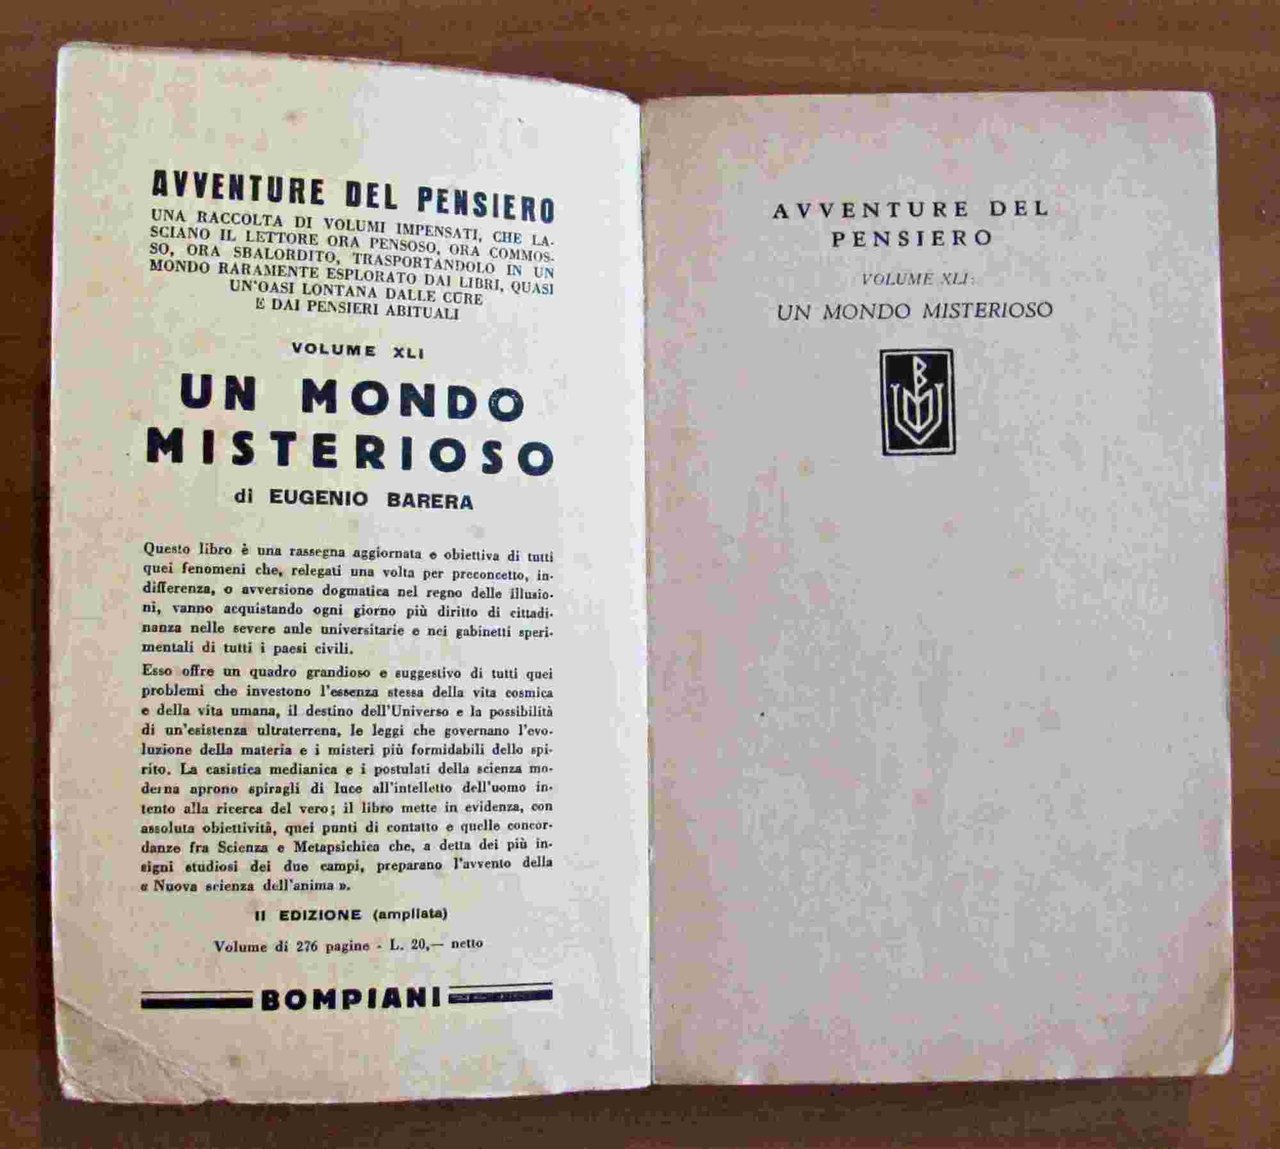 AVVENTURE DEL PENSIERO
UNA RACCOLTA DI VOLUMI IMPENSATI, CHE LA-
SCIANO IL LETTORE ORA PENSOSO, ORA COMMOS-
SO, ORA SBALORDITO, TRASPORTANDOLO IN UN
MONDO RARAMENTE ESPLORATO DAI LIBRI, QUASI
UN'OASI LONTANA DALLE CURE
E DAI PENSIERI ABITUALI
VOLUME XLI
UN MONDO
MISTERIOSO
di EUGENIO BARERA
Questo libro è una rassegna aggiornata e obiettiva di tutti
quei fenomeni che, relegati una volta per preconcetto, in-
differenza, o avversione dogmatica nel regno delle illusio-
ni, vanno acquistando ogni giorno più diritto di cittadi-
nanza nelle severe aule universitarie e nei gabinetti speri-
mentali di tutti i paesi civili.
Esso offre un quadro grandioso e suggestivo di tutti quei
problemi che investono l'essenza stessa della vita cosmica
e della vita umana, il destino dell'Universo e la possibilità
di un'esistenza ultraterrena, le leggi che governano l'evo-
luzione della materia e i misteri più formidabili dello spi-
rito. La casistica medianica e i postulati della scienza mo-
derna aprono spiragli di luce all'intelletto dell'uomo in-
tento alla ricerca del vero; il libro mette in evidenza, con
assoluta obiettività, quei punti di contatto e quelle concor-
danze fra Scienza e Metapsichica che, a detta dei più in-
signi studiosi dei due campi, preparano l'avvento della
« Nuova scienza dell'anima ».
II EDIZIONE (ampliata)
Volume di 276 pagine - L. 20,— netto
BOMPIANI
AVVENTURE DEL
PENSIERO
VOLUME XLI:
UN MONDO MISTERIOSO